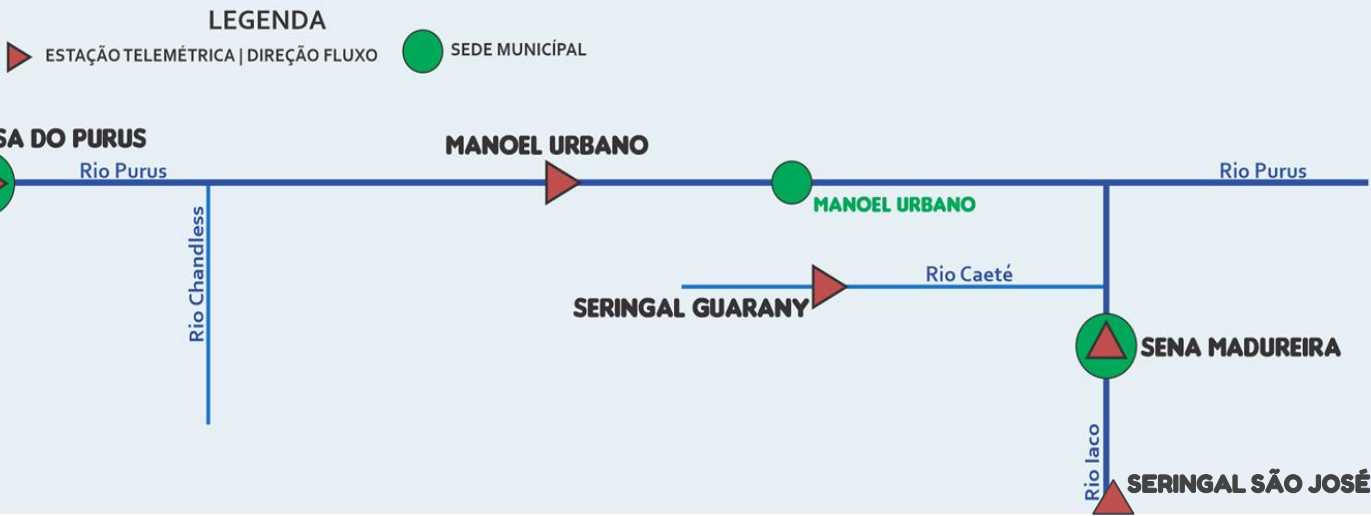 LEGENDA
ESTAÇÃO TELEMÉTRICA | DIREÇÃO FLUXO
SEDE MUNICÍPAL
SA DO PURUS
MANOEL URBANO
Rio Purus
Rio Purus
MANOEL URBANO
Rio Chandless
Rio Caeté
SERINGAL GUARANY
SENA MADUREIRA
Rio Iaco
SERINGAL SÃO JOSÉ